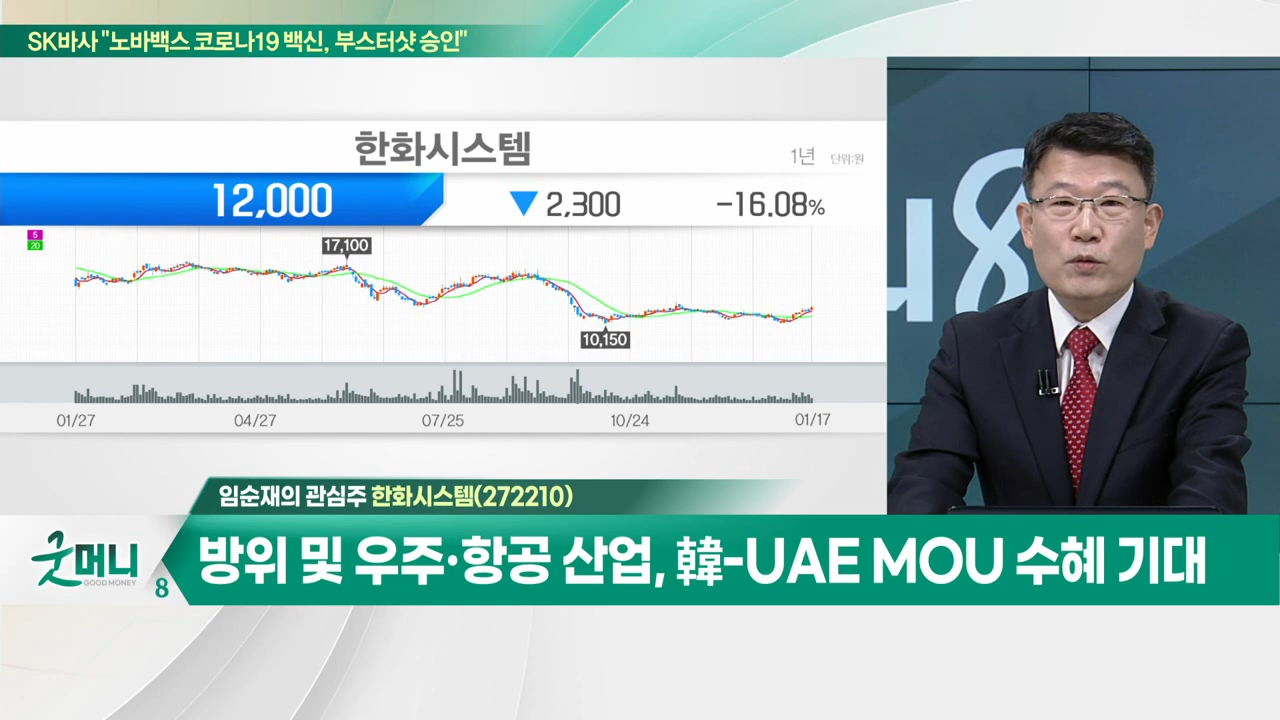 SK바사 "노바백스 코로나19 백신, 부스터샷 승인"
한화시스템
1년 단위:원
12,000 ▼ 2,300 -16.08%
5
20
17,100
10,150
01/27 04/27 07/25 10/24 01/17
임순재의 관심주 한화시스템(272210)
방위 및 우주·항공 산업, 韓-UAE MOU 수혜 기대
굿머니
GOOD MONEY
8